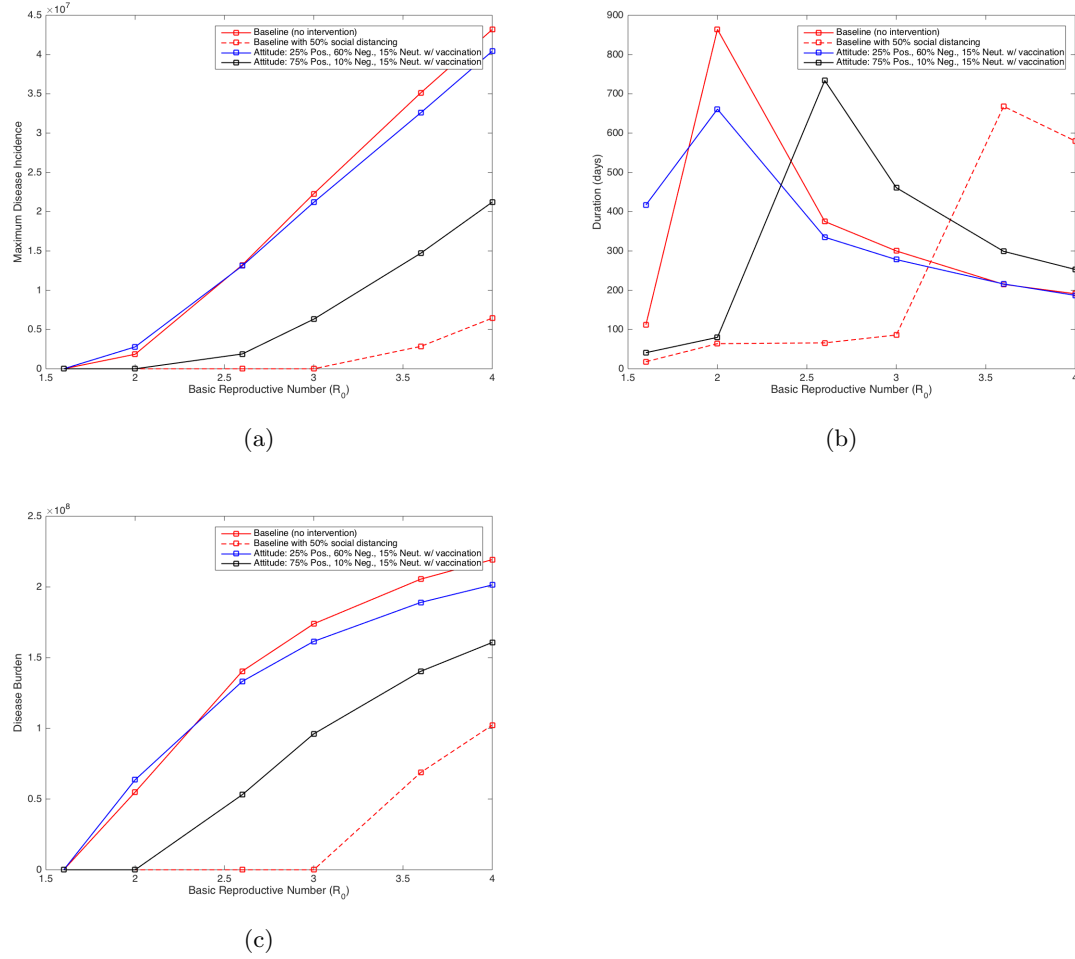 ×10⁷
4.5
4
3.5
3
2.5
2
1.5
1
0.5
0
Maximum Disease Incidence
Baseline (no intervention)
Baseline with 50% social distancing
Attitude: 25% Pos., 60% Neg., 15% Neut. w/ vaccination
Attitude: 75% Pos., 10% Neg., 15% Neut. w/ vaccination
1.5 2 2.5 3 3.5 4
Basic Reproductive Number (R₀)
(a)
900
800
700
600
500
400
300
200
100
0
Duration (days)
Baseline (no intervention)
Baseline with 50% social distancing
Attitude: 25% Pos., 60% Neg., 15% Neut. w/ vaccination
Attitude: 75% Pos., 10% Neg., 15% Neut. w/ vaccination
1.5 2 2.5 3 3.5 4
Basic Reproductive Number (R₀)
(b)
×10⁸
2.5
2
1.5
1
0.5
0
Disease Burden
Baseline (no intervention)
Baseline with 50% social distancing
Attitude: 25% Pos., 60% Neg., 15% Neut. w/ vaccination
Attitude: 75% Pos., 10% Neg., 15% Neut. w/ vaccination
1.5 2 2.5 3 3.5 4
Basic Reproductive Number (R₀)
(c)